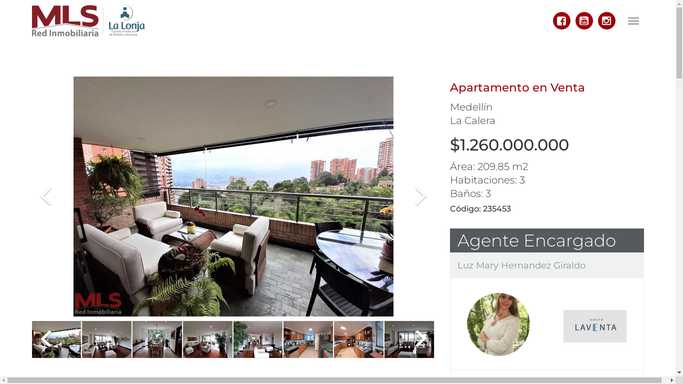 MLS
Red Inmobiliaria
La Lonja
Apartamento en Venta
Medellín
La Calera
$1.260.000.000
Área: 209.85 m2
Habitaciones: 3
Baños: 3
Código: 235453
MLS
Red Inmobiliaria
Agente Encargado
Luz Mary Hernandez Giraldo
GRUPO
LAVENTA